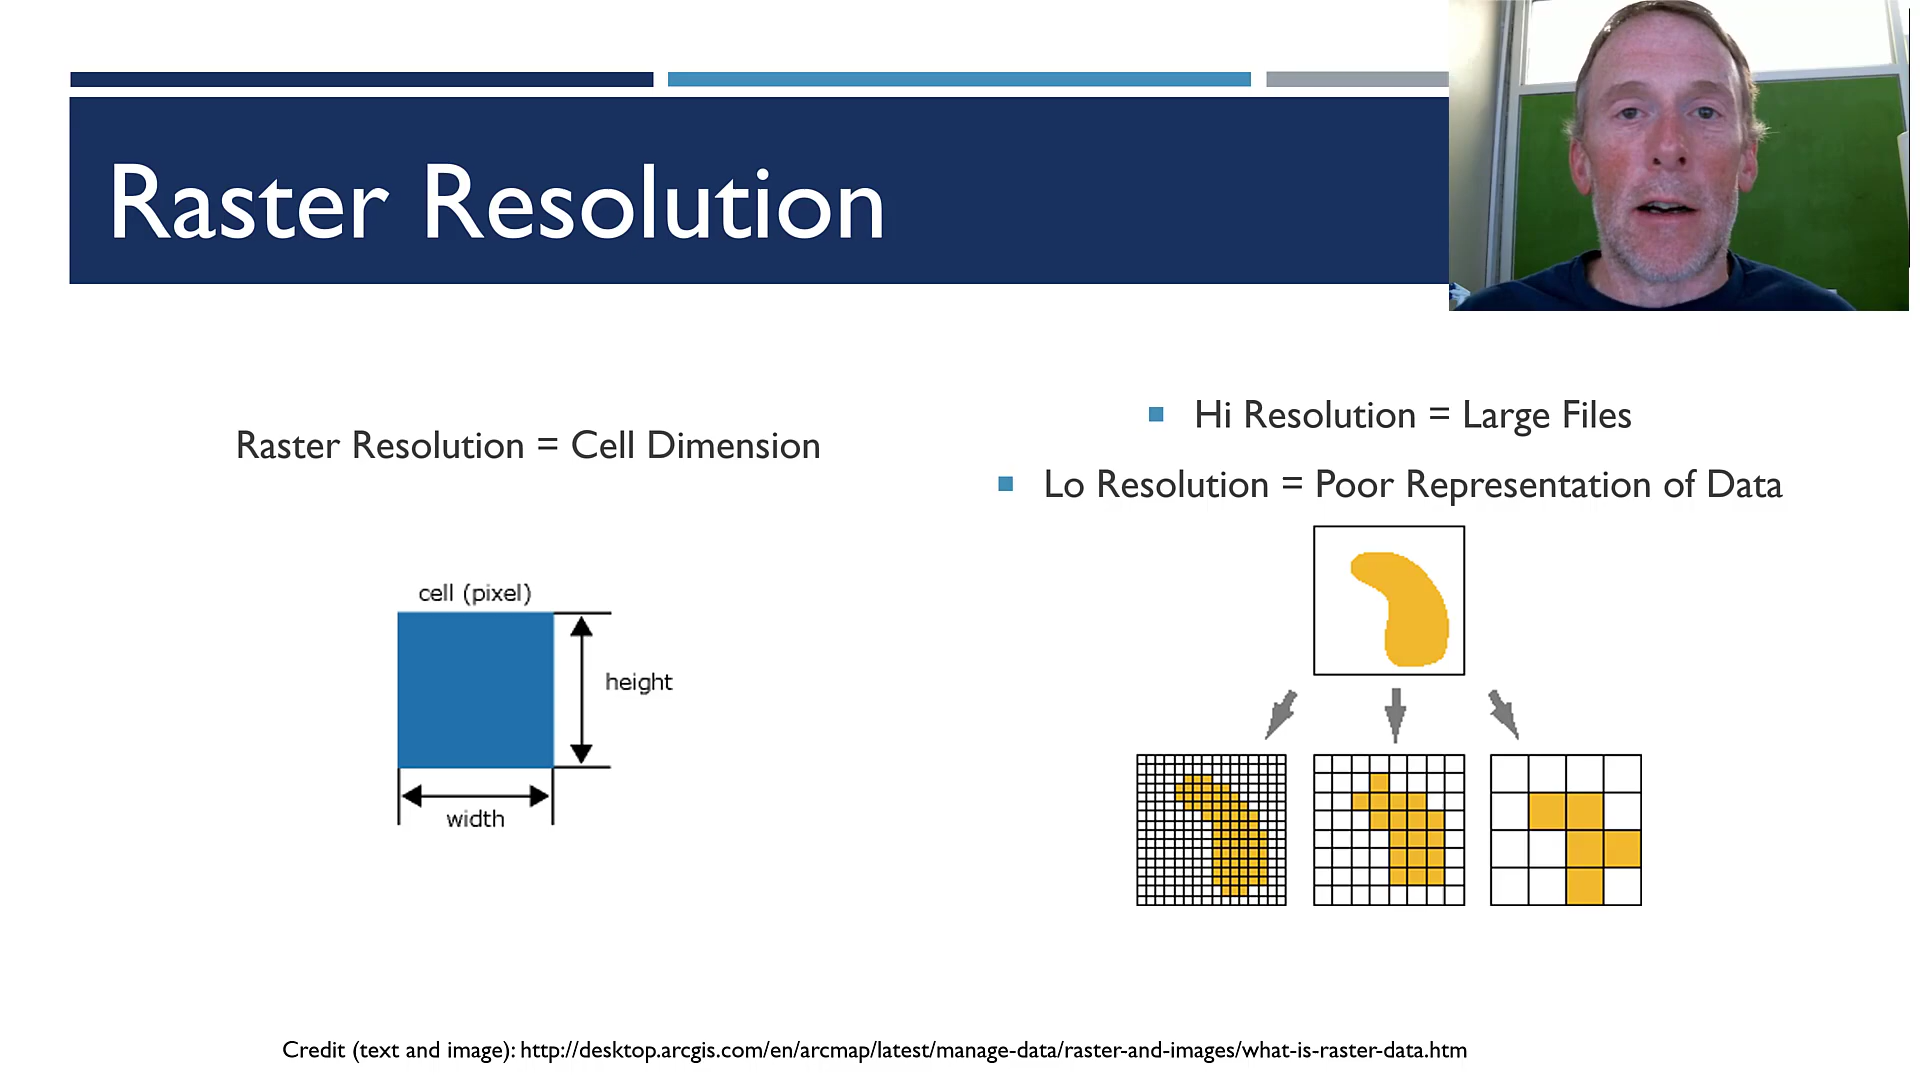 Raster Resolution
Raster Resolution = Cell Dimension
cell (pixel)
height
width
Hi Resolution = Large Files
Lo Resolution = Poor Representation of Data
Credit (text and image): http://desktop.arcgis.com/en/arcmap/latest/manage-data/raster-and-images/what-is-raster-data.htm